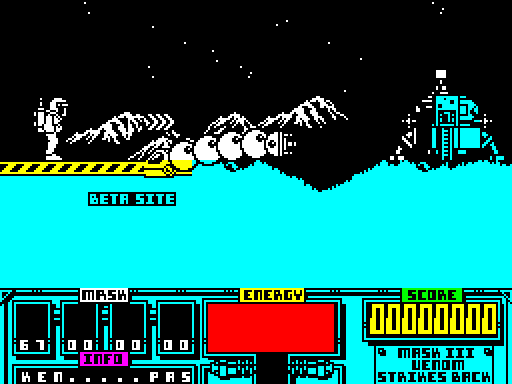 BETA SITE
MASK
ENERGY
SCORE
00000000
67 00 00 00
INFO
MASK III
VENOM
STRIKES BACK
KEN.....PAS